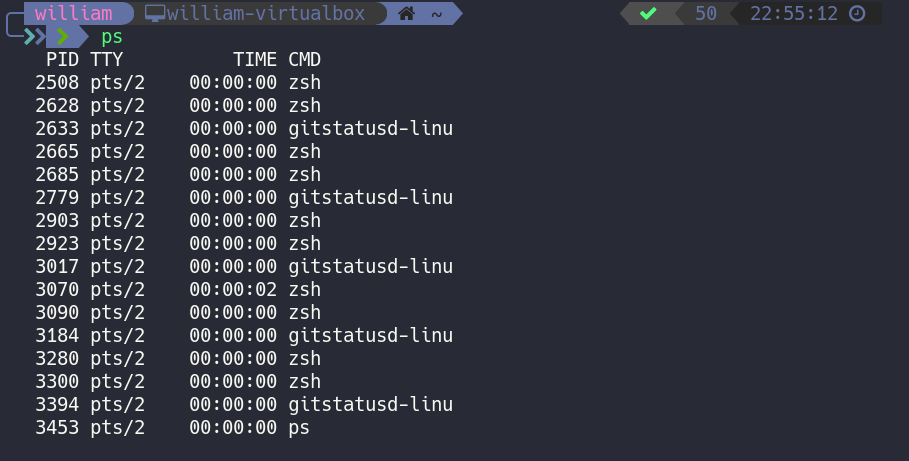 william william-virtualbox ~ 50 22:55:12
ps
PID TTY TIME CMD
2508 pts/2 00:00:00 zsh
2628 pts/2 00:00:00 zsh
2633 pts/2 00:00:00 gitstatusd-linu
2665 pts/2 00:00:00 zsh
2685 pts/2 00:00:00 zsh
2779 pts/2 00:00:00 gitstatusd-linu
2903 pts/2 00:00:00 zsh
2923 pts/2 00:00:00 zsh
3017 pts/2 00:00:00 gitstatusd-linu
3070 pts/2 00:00:02 zsh
3090 pts/2 00:00:00 zsh
3184 pts/2 00:00:00 gitstatusd-linu
3280 pts/2 00:00:00 zsh
3300 pts/2 00:00:00 zsh
3394 pts/2 00:00:00 gitstatusd-linu
3453 pts/2 00:00:00 ps